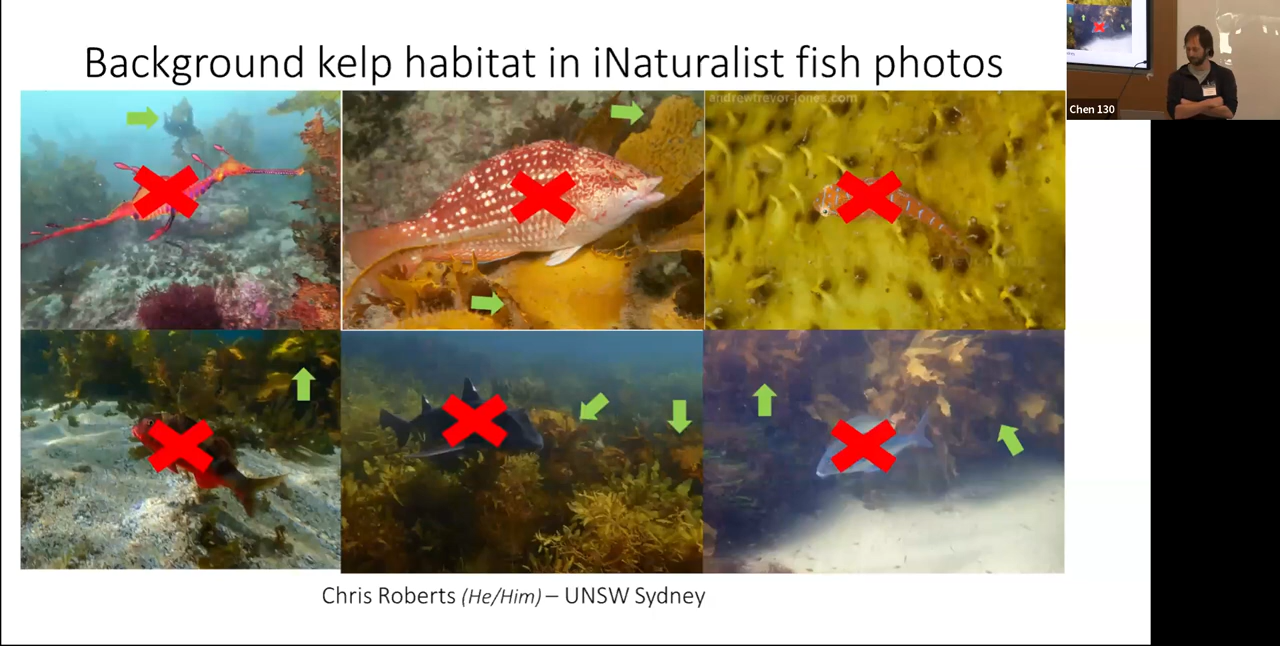 Background kelp habitat in iNaturalist fish photos
andrewtrevor-jones.com
Chris Roberts (He/Him) – UNSW Sydney
Chen 130